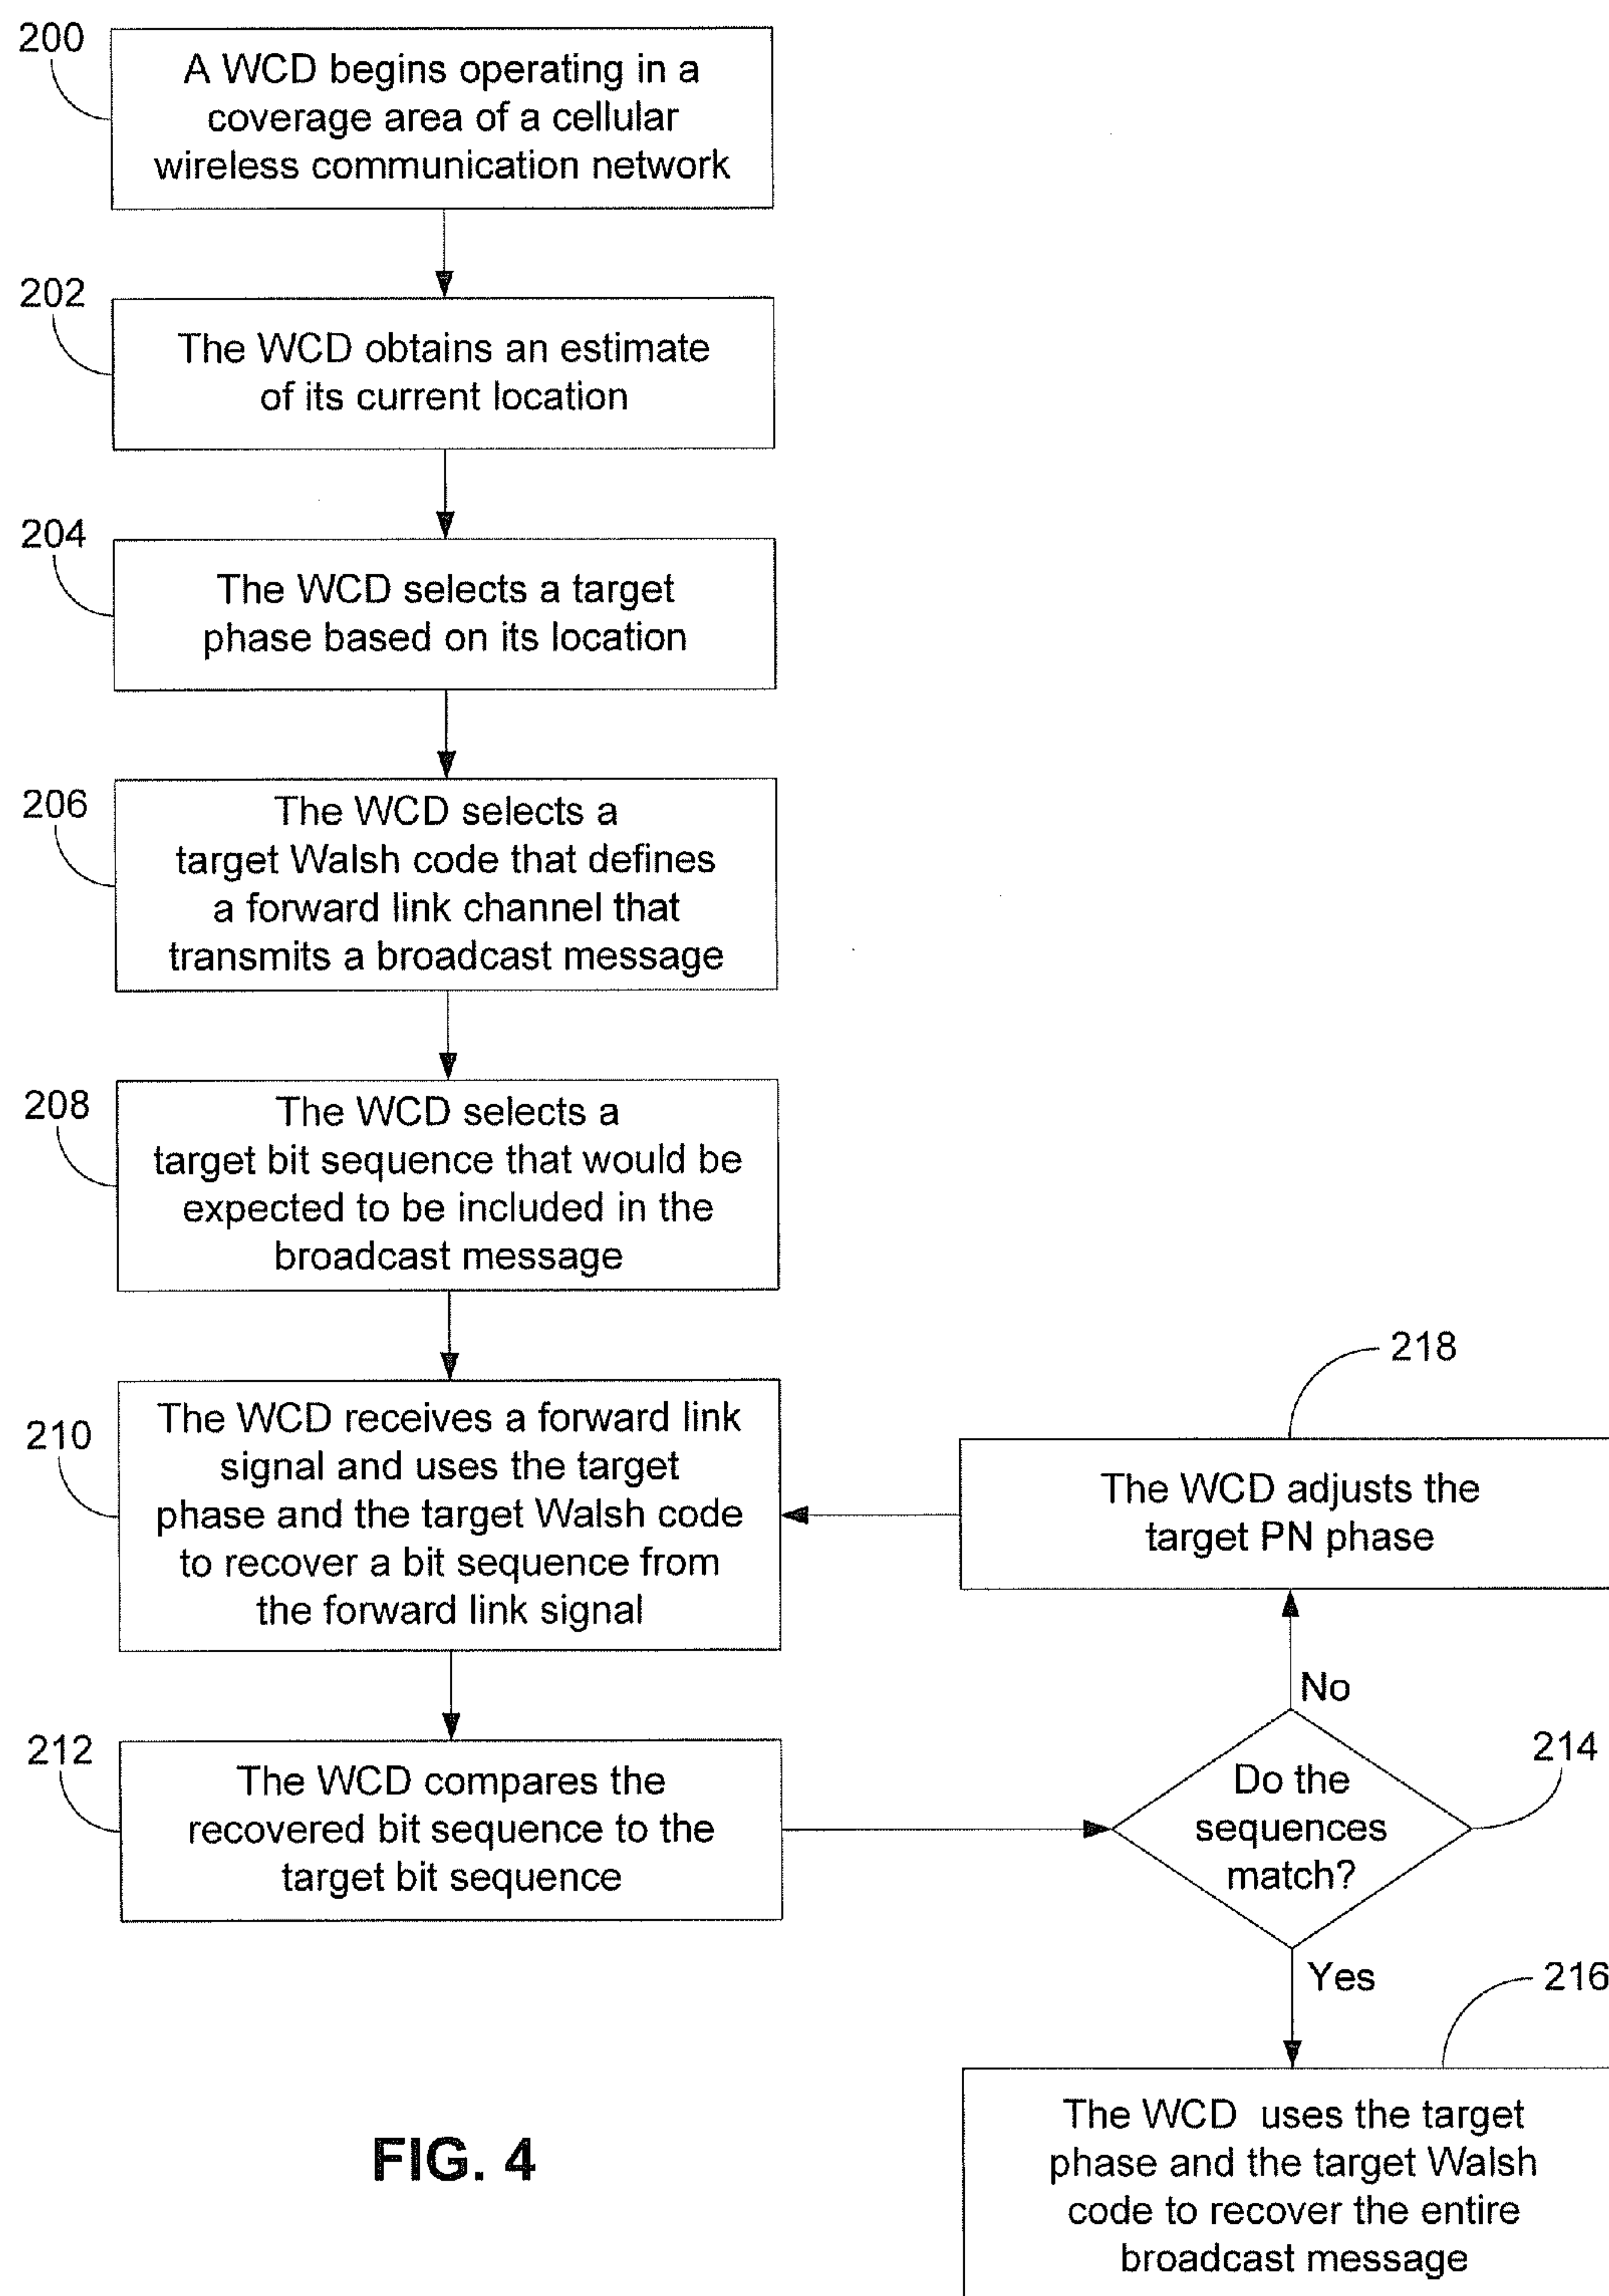 200
A WCD begins operating in a
coverage area of a cellular
wireless communication network
202
The WCD obtains an estimate
of its current location
204
The WCD selects a target
phase based on its location
206
The WCD selects a
target Walsh code that defines
a forward link channel that
transmits a broadcast message
208
The WCD selects a
target bit sequence that would be
expected to be included in the
broadcast message
210
The WCD receives a forward link
signal and uses the target
phase and the target Walsh code
to recover a bit sequence from
the forward link signal
218
The WCD adjusts the
target PN phase
212
The WCD compares the
recovered bit sequence to the
target bit sequence
No
214
Do the
sequences
match?
Yes
216
The WCD uses the target
phase and the target Walsh
code to recover the entire
broadcast message
FIG. 4